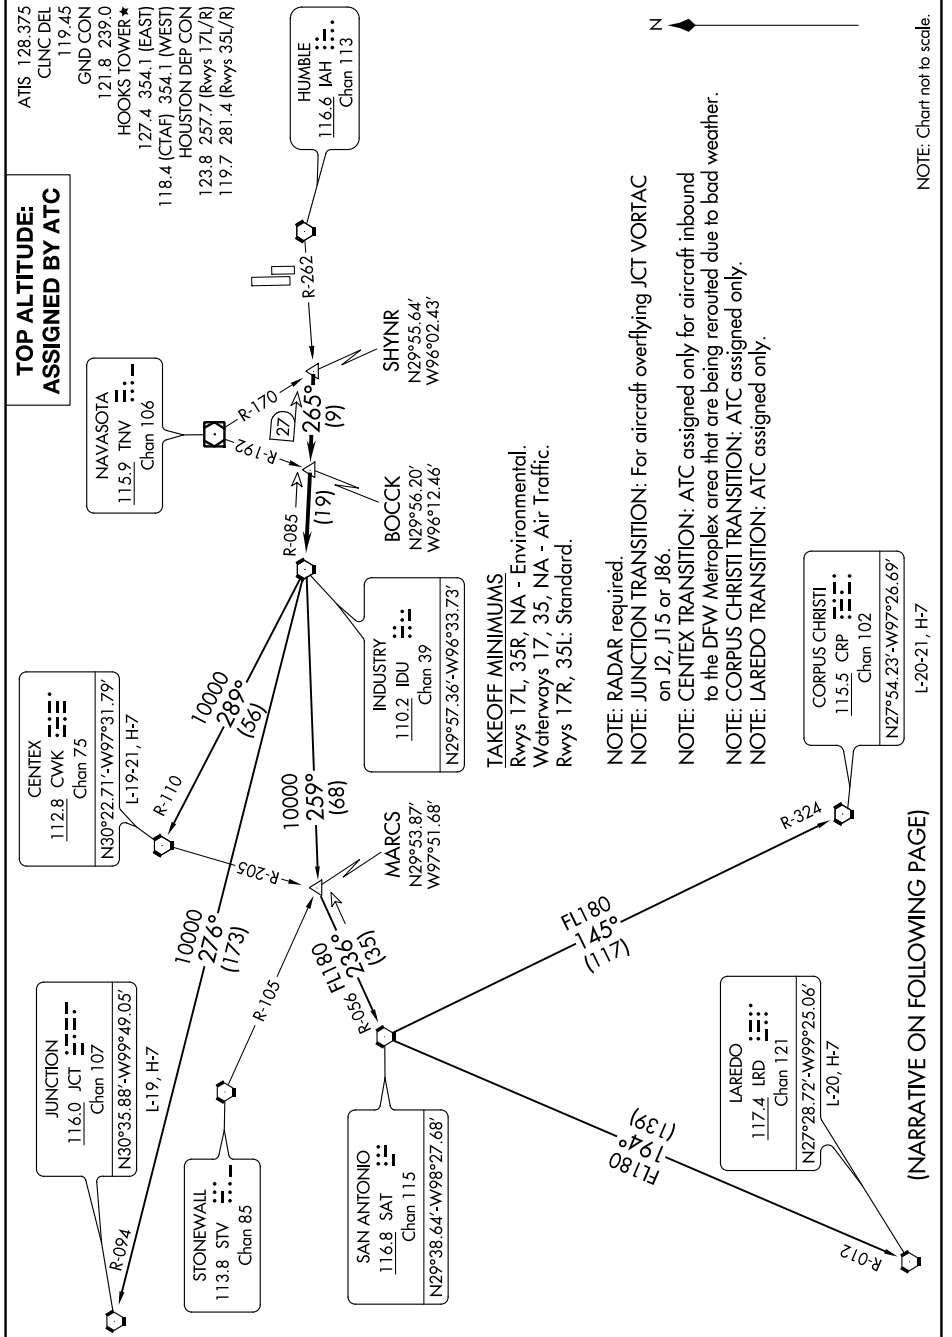 TOP ALTITUDE:
ASSIGNED BY ATC
ATIS 128.375
CLNC DEL
119.45
GND CON
121.8 239.0
HOOKS TOWER★
127.4 354.1 (EAST)
118.4 (CTAF) 354.1 (WEST)
HOUSTON DEP CON
123.8 257.7 (Rwys 17L/R)
119.7 281.4 (Rwys 35L/R)
HUMBLE
116.6 IAH
Chan 113
R-262
NAVASOTA
115.9 TNV
Chan 106
R-170
R-192
27
265°
(9)
SHYNR
N29°55.64'
W96°02.43'
R-085
(19)
BOCCK
N29°56.20'
W96°12.46'
INDUSTRY
110.2 IDU
Chan 39
N29°57.36'-W96°33.73'
CENTEX
112.8 CWK
Chan 75
N30°22.71'-W97°31.79'
L-19-21, H-7
10000
289°
(56)
R-110
10000
259°
(68)
R-205
MARCS
N29°53.87'
W97°51.68'
JUNCTION
116.0 JCT
Chan 107
N30°35.88'-W99°49.05'
L-19, H-7
10000
276°
(173)
R-094
R-105
STONEWALL
113.8 STV
Chan 85
FL180
236°
(35)
R-056
SAN ANTONIO
116.8 SAT
Chan 115
N29°38.64'-W98°27.68'
FL180
145°
(117)
R-324
CORPUS CHRISTI
115.5 CRP
Chan 102
N27°54.23'-W97°26.69'
L-20-21, H-7
FL180
194°
(139)
R-012
LAREDO
117.4 LRD
Chan 121
N27°28.72'-W99°25.06'
L-20, H-7
TAKEOFF MINIMUMS
Rwys 17L, 35R, NA - Environmental.
Waterways 17, 35, NA - Air Traffic.
Rwys 17R, 35L: Standard.
NOTE: RADAR required.
NOTE: JUNCTION TRANSITION: For aircraft overflying JCT VORTAC
on J2, J15 or J86.
NOTE: CENTEX TRANSITION: ATC assigned only for aircraft inbound
to the DFW Metroplex area that are being rerouted due to bad weather.
NOTE: CORPUS CHRISTI TRANSITION: ATC assigned only.
NOTE: LAREDO TRANSITION: ATC assigned only.
N
(NARRATIVE ON FOLLOWING PAGE)
NOTE: Chart not to scale.